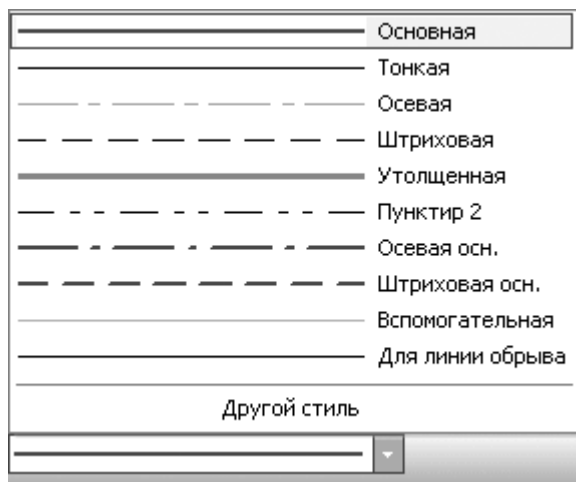 Основная
Тонкая
Осевая
Штриховая
Утолщенная
Пунктир 2
Осевая осн.
Штриховая осн.
Вспомогательная
Для линии обрыва
Другой стиль